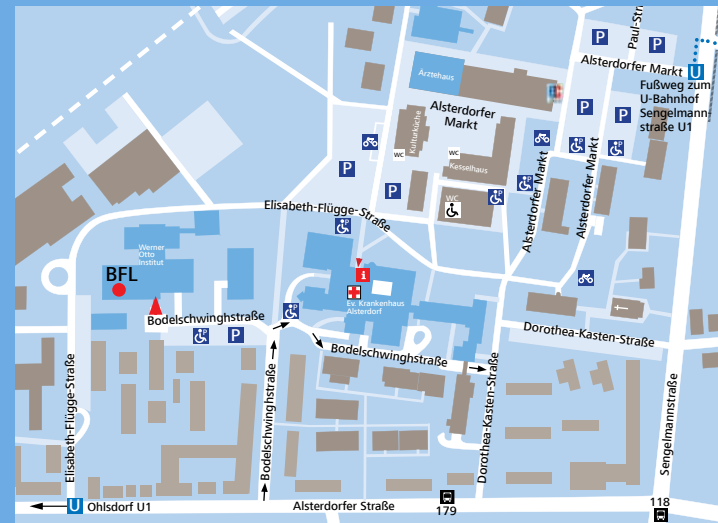 P
P
Paul-Str
Alsterdorfer Markt
U
Fußweg zum
U-Bahnhof
Sengelmann
straße U1
Ärztehaus
Alsterdorfer
Markt
P
P
Kulturküche
WC
WC
Kesselhaus
P
P
P
P
P
P
WC
Alsterdorfer Markt
Alsterdorfer Markt
Elisabeth-Flügge-Straße
P
Werner
Otto
Institut
BFL
i
Ev. Krankenhaus
Alsterdorf
Bodelschwinghstraße
P
P
P
Dorothea-Kasten-Straße
Bodelschwinghstraße
Elisabeth-Flügge-Straße
Bodelschwinghstraße
Dorothea-Kasten-Straße
Sengelmannstraße
U Ohlsdorf U1
Alsterdorfer Straße
179
118